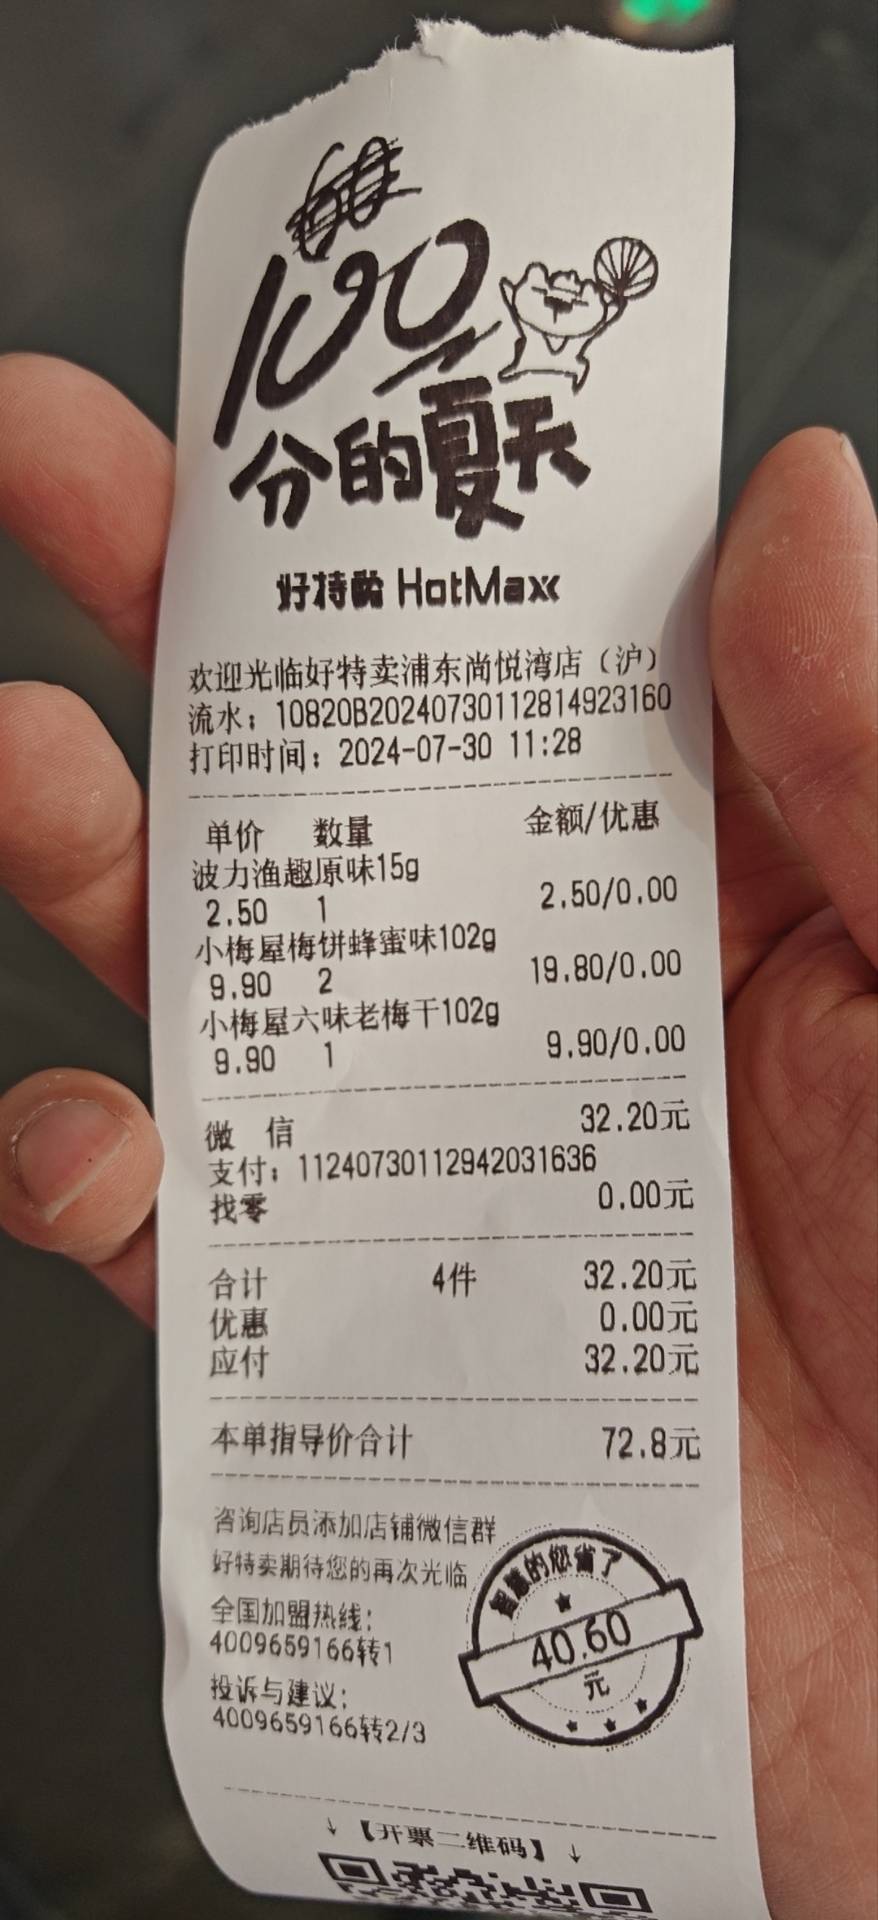 100
分的夏天
好特卖 HotMaxx
欢迎光临好特卖浦东尚悦湾店（沪）
流水：10820B20240730112814923160
打印时间：2024-07-30 11:28
单价 数量 金额/优惠
波力渔趣原味15g
2.50 1 2.50/0.00
小梅屋梅饼蜂蜜味102g
9.90 2 19.80/0.00
小梅屋六味老梅干102g
9.90 1 9.90/0.00
微 信 32.20元
支付：11240730112942031636
找零 0.00元
合计 4件 32.20元
优惠 0.00元
应付 32.20元
本单指导价合计 72.8元
咨询店员添加店铺微信群
好特卖期待您的再次光临
全国加盟热线：
4009659166转1
投诉与建议：
4009659166转2/3
智慧的您省了
40.60
元
↓【开票二维码】↓